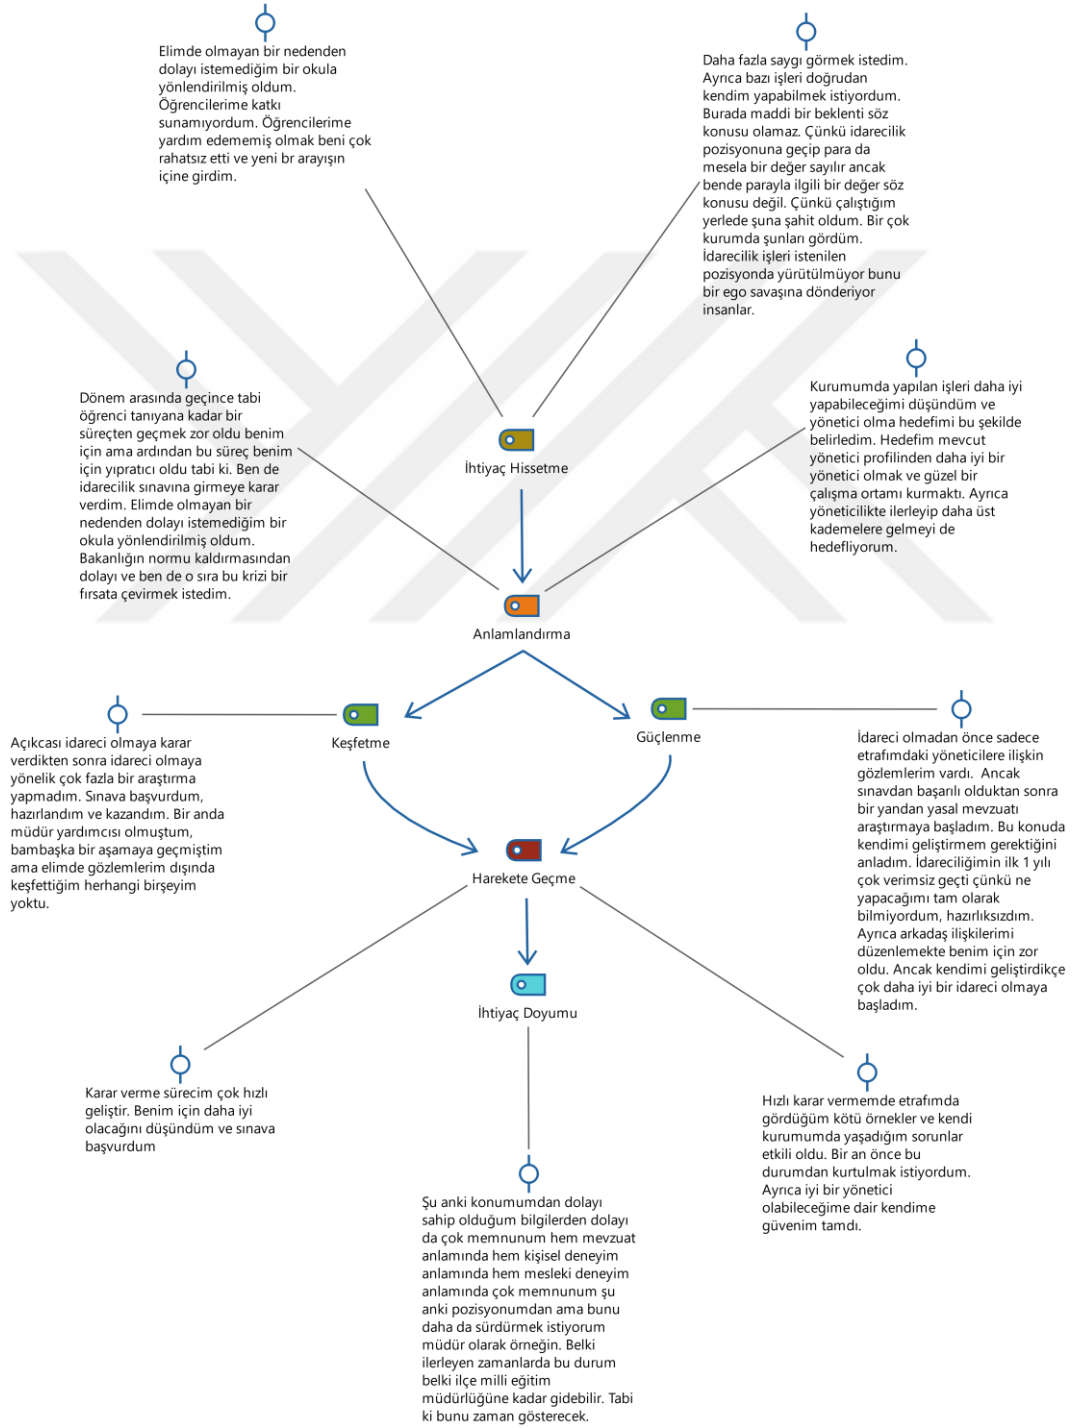 Elimde olmayan bir nedenden
dolayı istemediğim bir okula
yönlendirilmiş oldum.
Öğrencilerime katkı
sunamıyordum. Öğrencilerime
yardım edememiş olmak beni çok
rahatsız etti ve yeni br arayışın
içine girdim.
Daha fazla saygı görmek istedim.
Ayrıca bazı işleri doğrudan
kendim yapabilmek istiyordum.
Burada maddi bir beklenti söz
konusu olamaz. Çünkü idarecilik
pozisyonuna geçip para da
mesela bir değer sayılır ancak
bende parayla ilgili bir değer söz
konusu değil. Çünkü çalıştığım
yerlede şuna şahit oldum. Bir çok
kurumda şunları gördüm.
İdarecilik işleri istenilen
pozisyonda yürütülmüyor bunu
bir ego savaşına dönderiyor
insanlar.
Dönem arasında geçince tabi
öğrenci tanıyana kadar bir
süreçten geçmek zor oldu benim
için ama ardından bu süreç benim
için yıpratıcı oldu tabi ki. Ben de
idarecilik sınavına girmeye karar
verdim. Elimde olmayan bir
nedenden dolayı istemediğim bir
okula yönlendirilmiş oldum.
Bakanlığın normu kaldırmasından
dolayı ve ben de o sıra bu krizi bir
fırsata çevirmek istedim.
Kurumumda yapılan işleri daha iyi
yapabileceğimi düşündüm ve
yönetici olma hedefimi bu şekilde
belirledim. Hedefim mevcut
yönetici profilinden daha iyi bir
yönetici olmak ve güzel bir
çalışma ortamı kurmaktı. Ayrıca
yöneticilikte ilerleyip daha üst
kademelere gelmeyi de
hedefliyorum.
İhtiyaç Hissetme
Anlamlandırma
Keşfetme
Güçlenme
Açıkcası idareci olmaya karar
verdikten sonra idareci olmaya
yönelik çok fazla bir araştırma
yapmadım. Sınava başvurdum,
hazırlandım ve kazandım. Bir anda
müdür yardımcısı olmuştum,
bambaşka bir aşamaya geçmiştim
ama elimde gözlemlerim dışında
keşfettiğim herhangi birşeyim
yoktu.
İdareci olmadan önce sadece
etrafımdaki yöneticilere ilişkin
gözlemlerim vardı. Ancak
sınavdan başarılı olduktan sonra
bir yandan yasal mevzuatı
araştırmaya başladım. Bu konuda
kendimi geliştirmem gerektiğini
anladım. İdareciliğimin ilk 1 yılı
çok verimsiz geçti çünkü ne
yapacağımı tam olarak
bilmiyordum, hazırlıksızdım.
Ayrıca arkadaş ilişkilerimi
düzenlemekte benim için zor
oldu. Ancak kendimi geliştirdikçe
çok daha iyi bir idareci olmaya
başladım.
Harekete Geçme
İhtiyaç Doyumu
Karar verme sürecim çok hızlı
geliştir. Benim için daha iyi
olacağını düşündüm ve sınava
başvurdum
Hızlı karar vermemde etrafımda
gördüğüm kötü örnekler ve kendi
kurumumda yaşadığım sorunlar
etkili oldu. Bir an önce bu
durumdan kurtulmak istiyordum.
Ayrıca iyi bir yönetici
olabileceğime dair kendime
güvenim tamdı.
Şu anki konumumdan dolayı
sahip olduğum bilgilerden dolayı
da çok memnunum hem mevzuat
anlamında hem kişisel deneyim
anlamında hem mesleki deneyim
anlamında çok memnunum şu
anki pozisyonumdan ama bunu
daha da sürdürmek istiyorum
müdür olarak örneğin. Belki
ilerleyen zamanlarda bu durum
belki ilçe milli eğitim
müdürlüğüne kadar gidebilir. Tabi
ki bunu zaman gösterecek.